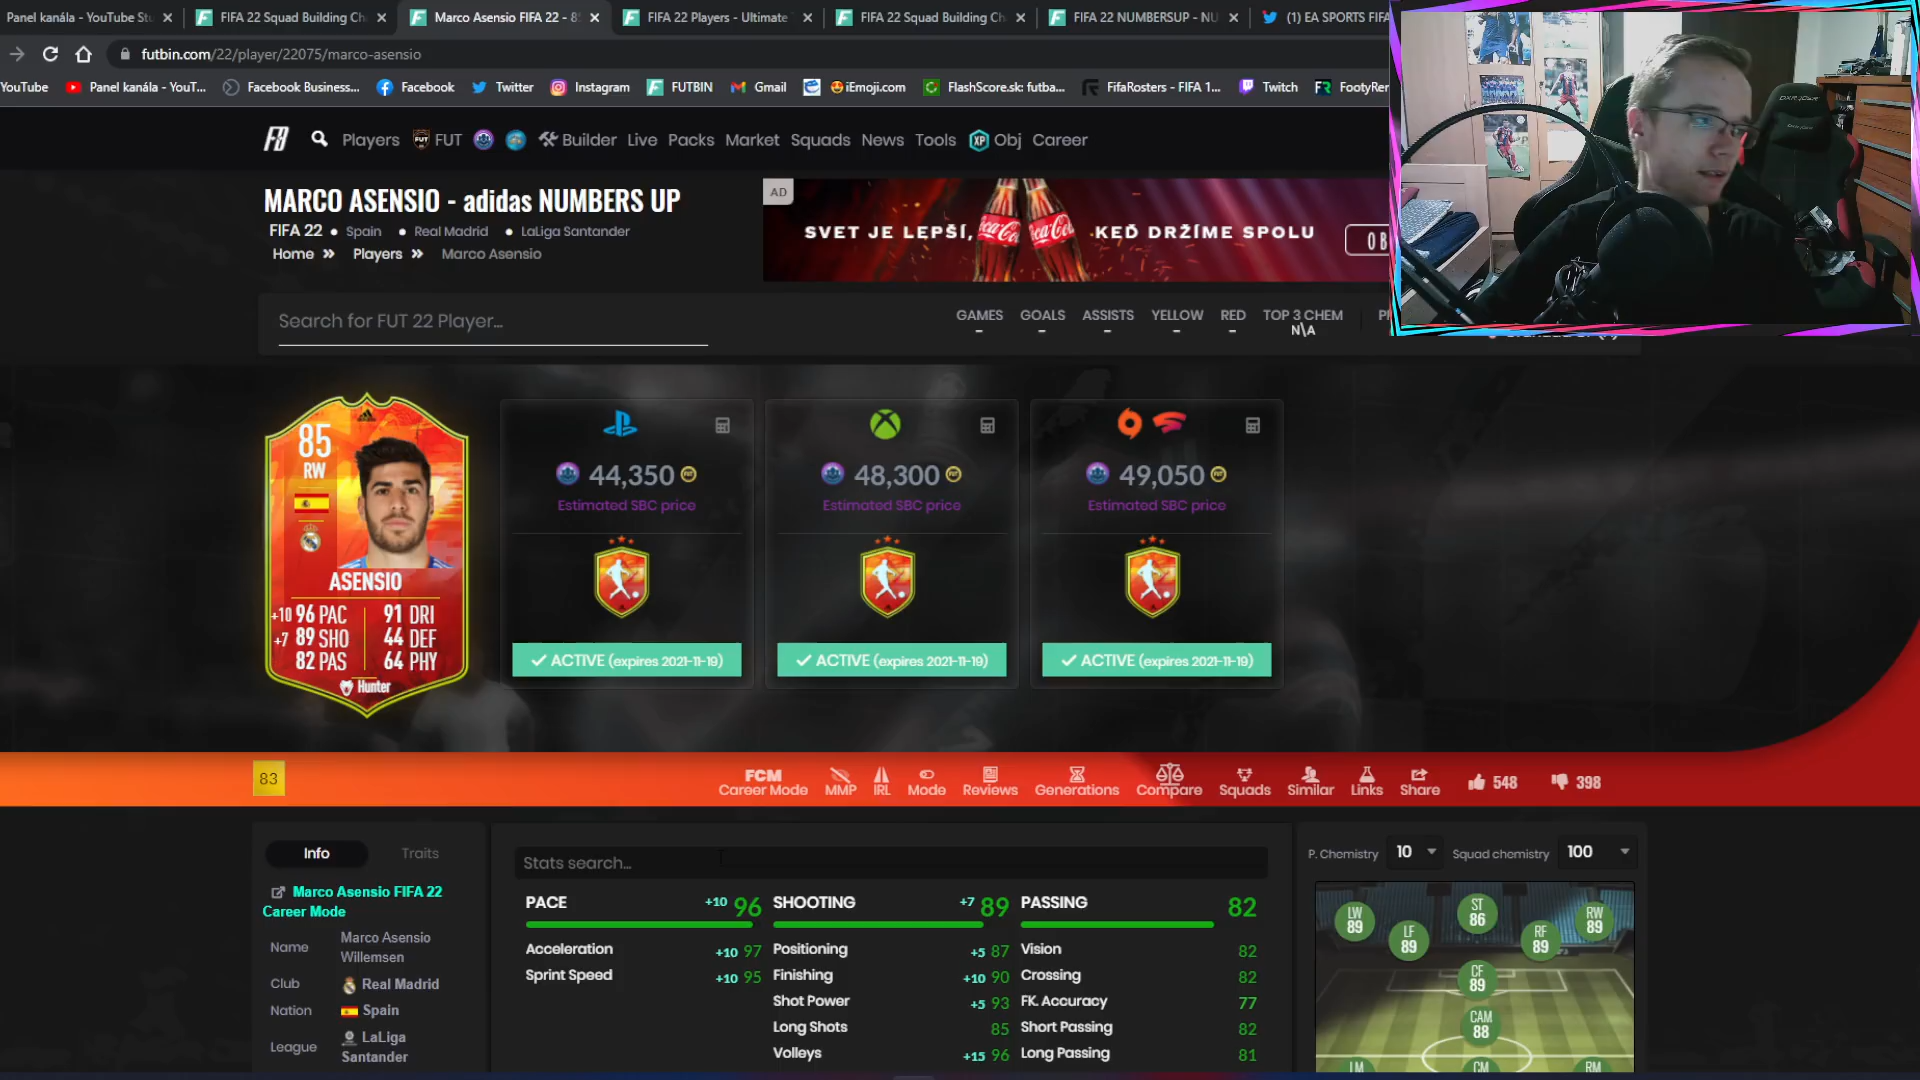 Panel kanála - YouTube Stu
FIFA 22 Squad Building Ch
Marco Asensio FIFA 22 - 8
FIFA 22 Players - Ultimate
FIFA 22 Squad Building Ch
FIFA 22 NUMBERSUP - NU
(1) EA SPORTS FIFA
futbin.com/22/player/22075/marco-asensio
YouTube
Panel kanála - YouT...
Facebook Business...
Facebook
Twitter
Instagram
FUTBIN
Gmail
iEmoji.com
FlashScore.sk: futba...
FifaRosters - FIFA 1...
Twitch
FootyRer
Players
FUT
Builder
Live
Packs
Market
Squads
News
Tools
XP Obj
Career
MARCO ASENSIO - adidas NUMBERS UP
FIFA 22 • Spain • Real Madrid • LaLiga Santander
Home » Players » Marco Asensio
AD
SVET JE LEPŠÍ, KEĎ DRŽÍME SPOLU
Coca-Cola Coca-Cola
Search for FUT 22 Player...
GAMES GOALS ASSISTS YELLOW RED TOP 3 CHEM
- - - - - N\A
85
RW
ASENSIO
+10 96 PAC 91 DRI
+7 89 SHO 44 DEF
82 PAS 64 PHY
Hunter
44,350
Estimated SBC price
ACTIVE (expires 2021-11-19)
48,300
Estimated SBC price
ACTIVE (expires 2021-11-19)
49,050
Estimated SBC price
ACTIVE (expires 2021-11-19)
83
FCM
Career Mode
MMP
IRL
Mode
Reviews
Generations
Compare
Squads
Similar
Links
Share
548
398
Info
Traits
Marco Asensio FIFA 22
Career Mode
Name Marco Asensio
Willemsen
Club Real Madrid
Nation Spain
League LaLiga
Santander
Stats search...
PACE +10 96
Acceleration +10 97
Sprint Speed +10 95
SHOOTING +7 89
Positioning +5 87
Finishing +10 90
Shot Power +5 93
Long Shots 85
Volleys +15 96
PASSING 82
Vision 82
Crossing 82
FK. Accuracy 77
Short Passing 82
Long Passing 81
P. Chemistry 10
Squad chemistry 100
LW
89
ST
86
RW
89
LF
89
RF
89
CF
89
CAM
88
LM
CM
RM